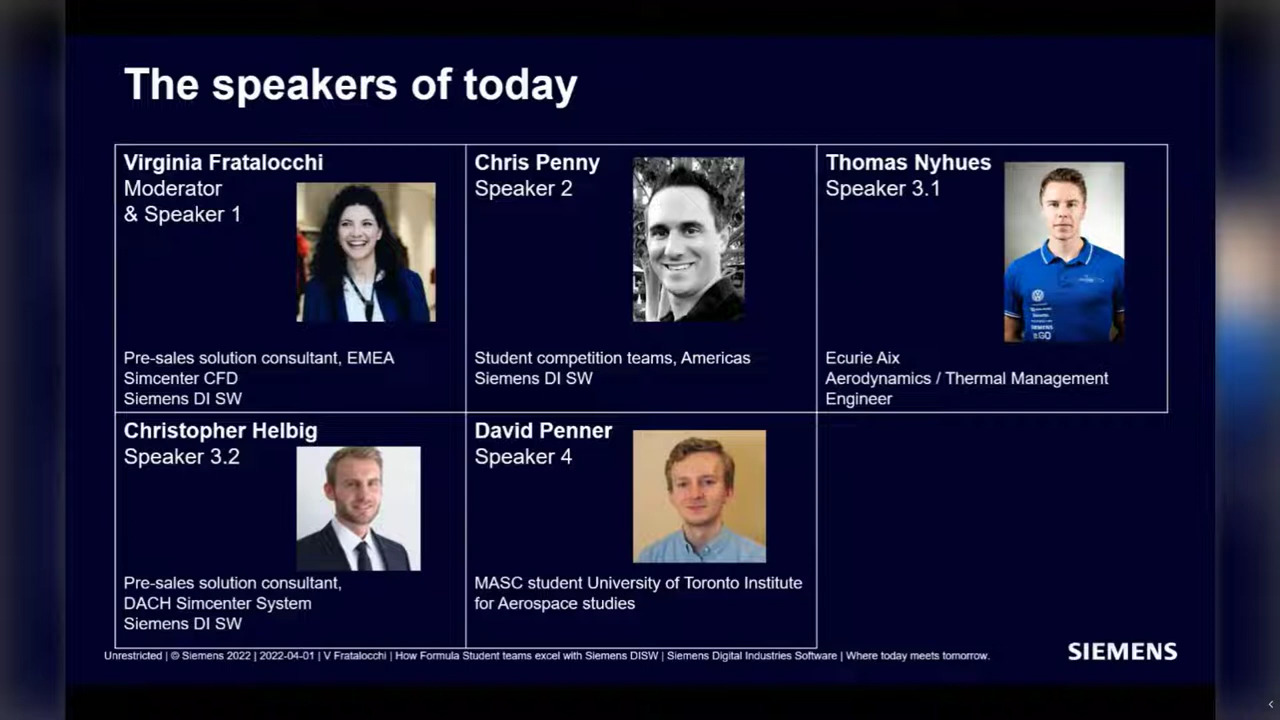 The speakers of today
Virginia Fratalocchi
Moderator
& Speaker 1
Pre-sales solution consultant, EMEA
Simcenter CFD
Siemens DI SW
Chris Penny
Speaker 2
Student competition teams, Americas
Siemens DI SW
Thomas Nyhues
Speaker 3.1
SIEMENS
e.GO
Ecurie Aix
Aerodynamics / Thermal Management
Engineer
Christopher Helbig
Speaker 3.2
Pre-sales solution consultant,
DACH Simcenter System
Siemens DI SW
David Penner
Speaker 4
MASC student University of Toronto Institute
for Aerospace studies
Unrestricted | © Siemens 2022 | 2022-04-01 | V Fratalocchi | How Formula Student teams excel with Siemens DISW | Siemens Digital Industries Software | Where today meets tomorrow.
SIEMENS